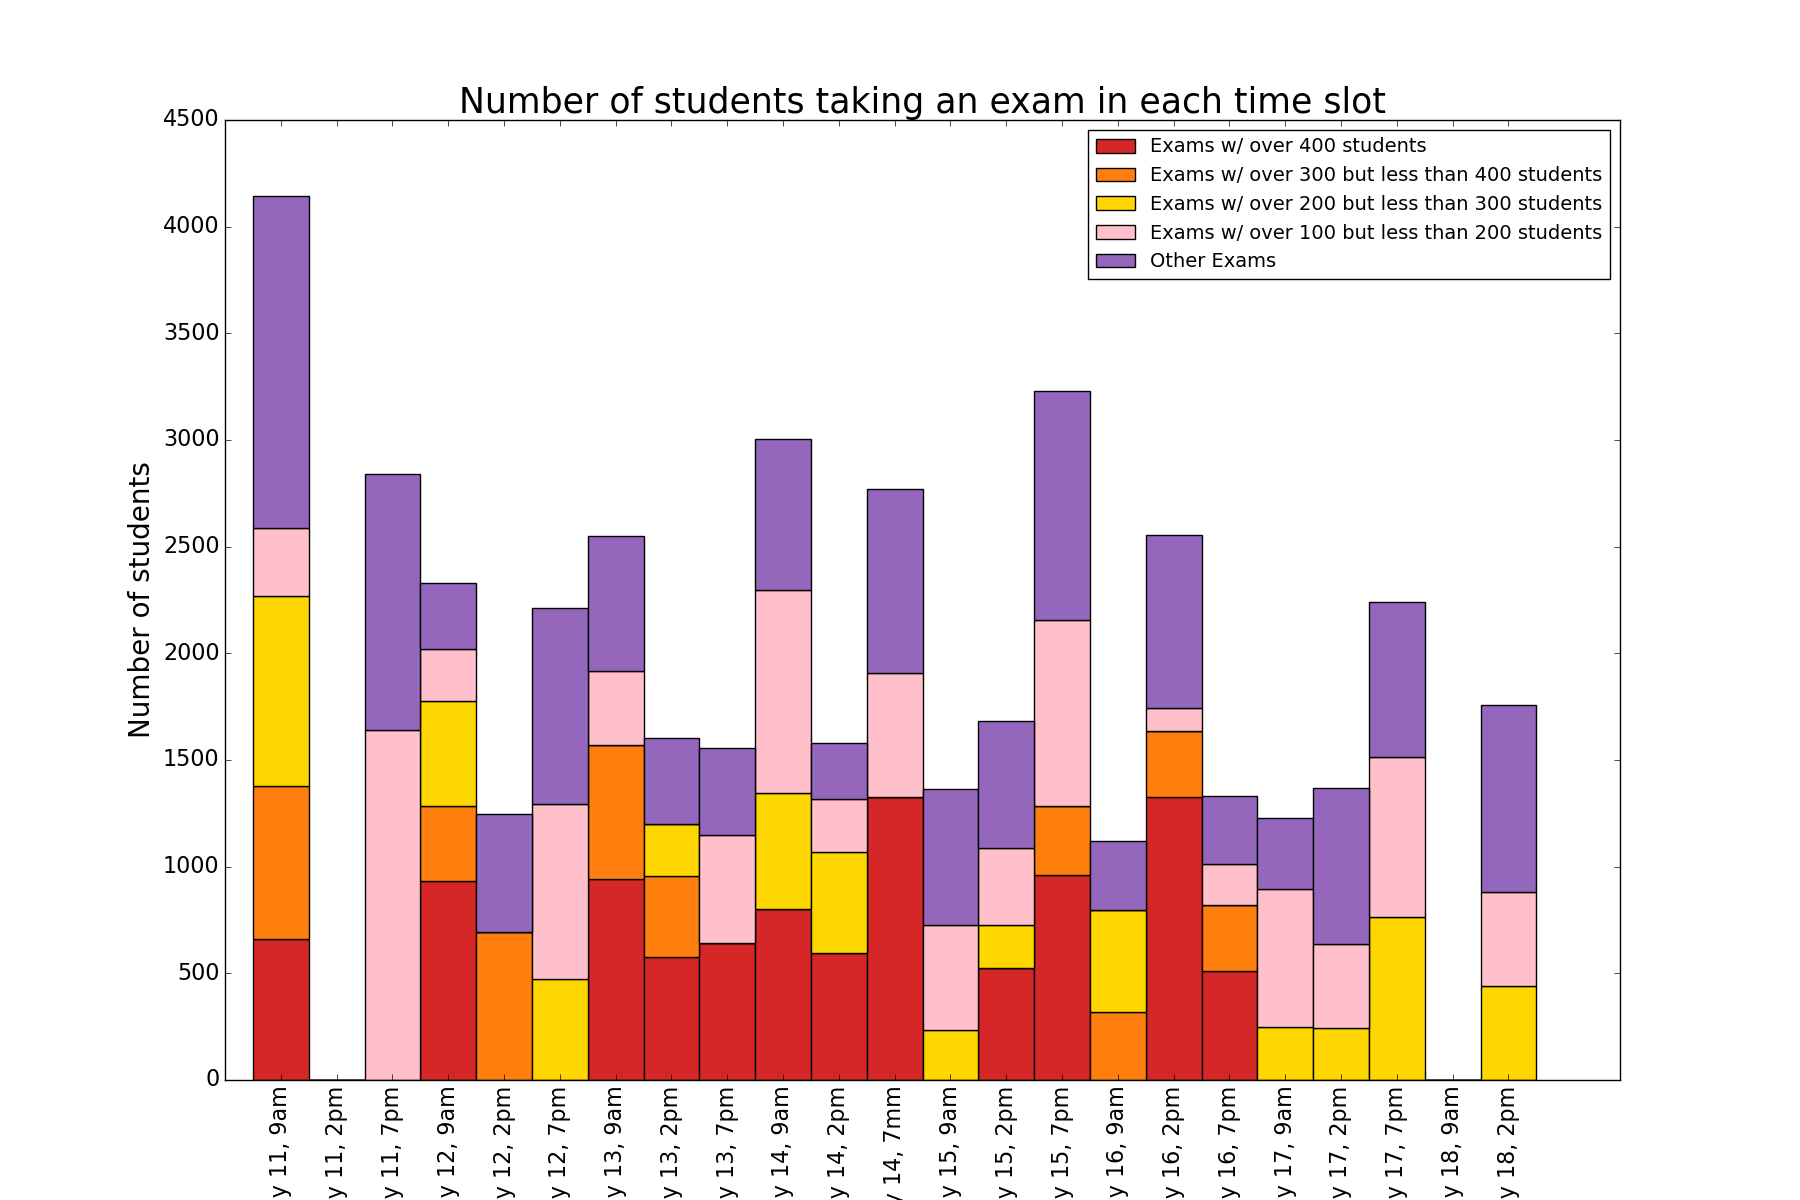 Number of students taking an exam in each time slot
Exams w/ over 400 students
Exams w/ over 300 but less than 400 students
Exams w/ over 200 but less than 300 students
Exams w/ over 100 but less than 200 students
Other Exams
Number of students
4500
4000
3500
3000
2500
2000
1500
1000
500
0
y 11, 9am
y 11, 2pm
y 11, 7pm
y 12, 9am
y 12, 2pm
y 12, 7pm
y 13, 9am
y 13, 2pm
y 13, 7pm
y 14, 9am
y 14, 2pm
y 14, 7mm
y 15, 9am
y 15, 2pm
y 15, 7pm
y 16, 9am
y 16, 2pm
y 16, 7pm
y 17, 9am
y 17, 2pm
y 17, 7pm
y 18, 9am
y 18, 2pm